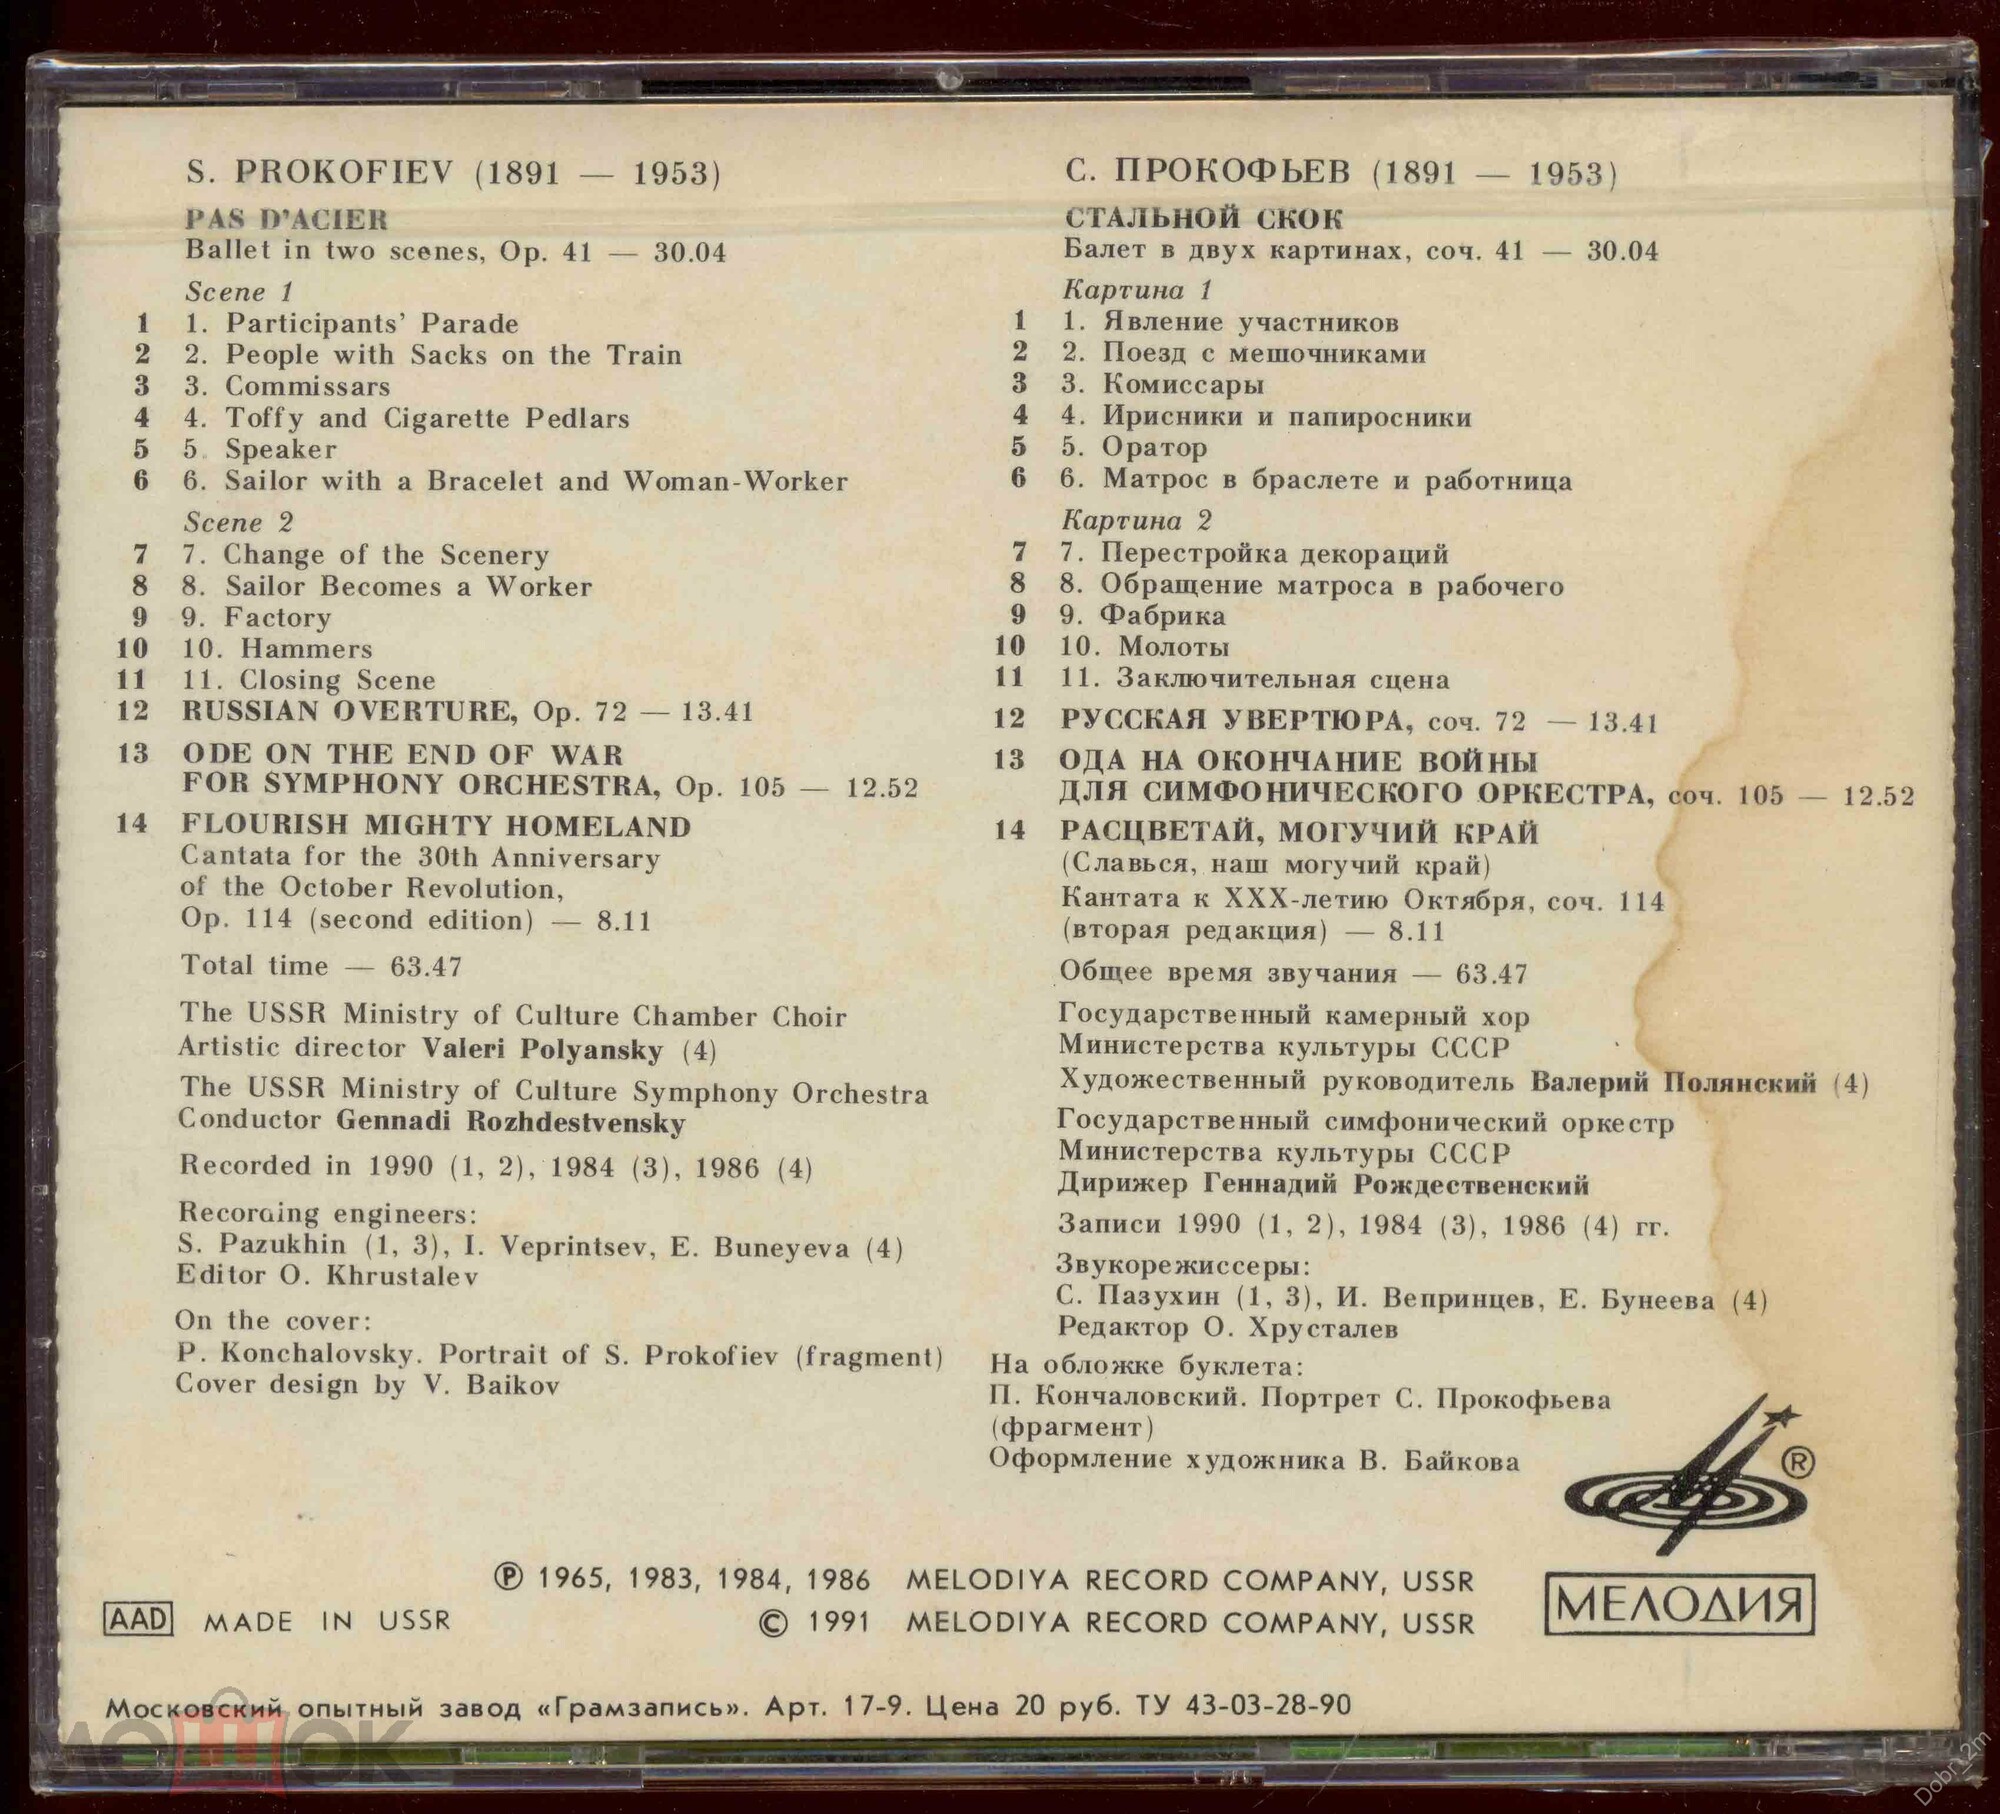 S. PROKOFIEV (1891 — 1953)
PAS D'ACIER
Ballet in two scenes, Op. 41 — 30.04
Scene 1
1 1. Participants' Parade
2 2. People with Sacks on the Train
3 3. Commissars
4 4. Toffy and Cigarette Pedlars
5 5. Speaker
6 6. Sailor with a Bracelet and Woman-Worker
Scene 2
7 7. Change of the Scenery
8 8. Sailor Becomes a Worker
9 9. Factory
10 10. Hammers
11 11. Closing Scene
12 RUSSIAN OVERTURE, Op. 72 — 13.41
13 ODE ON THE END OF WAR
FOR SYMPHONY ORCHESTRA, Op. 105 — 12.52
14 FLOURISH MIGHTY HOMELAND
Cantata for the 30th Anniversary
of the October Revolution,
Op. 114 (second edition) — 8.11
Total time — 63.47
The USSR Ministry of Culture Chamber Choir
Artistic director Valeri Polyansky (4)
The USSR Ministry of Culture Symphony Orchestra
Conductor Gennadi Rozhdestvensky
Recorded in 1990 (1, 2), 1984 (3), 1986 (4)
Recording engineers:
S. Pazukhin (1, 3), I. Veprintsev, E. Buneyeva (4)
Editor O. Khrustalev
On the cover:
P. Konchalovsky. Portrait of S. Prokofiev (fragment)
Cover design by V. Baikov
С. ПРОКОФЬЕВ (1891 — 1953)
СТАЛЬНОЙ СКОК
Балет в двух картинах, соч. 41 — 30.04
Картина 1
1 1. Явление участников
2 2. Поезд с мешочниками
3 3. Комиссары
4 4. Ирисники и папиросники
5 5. Оратор
6 6. Матрос в браслете и работница
Картина 2
7 7. Перестройка декораций
8 8. Обращение матроса в рабочего
9 9. Фабрика
10 10. Молоты
11 11. Заключительная сцена
12 РУССКАЯ УВЕРТЮРА, соч. 72 — 13.41
13 ОДА НА ОКОНЧАНИЕ ВОЙНЫ
ДЛЯ СИМФОНИЧЕСКОГО ОРКЕСТРА, соч. 105 — 12.52
14 РАСЦВЕТАЙ, МОГУЧИЙ КРАЙ
(Славься, наш могучий край)
Кантата к XXX-летию Октября, соч. 114
(вторая редакция) — 8.11
Общее время звучания — 63.47
Государственный камерный хор
Министерства культуры СССР
Художественный руководитель Валерий Полянский (4)
Государственный симфонический оркестр
Министерства культуры СССР
Дирижер Геннадий Рождественский
Записи 1990 (1, 2), 1984 (3), 1986 (4) гг.
Звукорежиссеры:
С. Пазухин (1, 3), И. Вепринцев, Е. Бунеева (4)
Редактор О. Хрусталев
На обложке буклета:
П. Кончаловский. Портрет С. Прокофьева
(фрагмент)
Оформление художника В. Байкова
®
МЕЛОДИЯ
℗ 1965, 1983, 1984, 1986 MELODIYA RECORD COMPANY, USSR
AAD MADE IN USSR © 1991 MELODIYA RECORD COMPANY, USSR
Московский опытный завод «Грамзапись». Арт. 17-9. Цена 20 руб. ТУ 43-03-28-90
МЕШОК